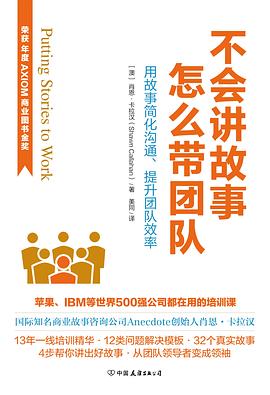 荣获年度AXIOM商业图书金奖
Putting Stories to Work
不会讲故事
怎么带团队
用故事简化沟通、提升团队效率
[澳]肖恩·卡拉汉（Shawn Callahan）著 姜同 译
苹果、IBM等世界500强公司都在用的培训课
国际知名商业故事咨询公司Anecdote创始人肖恩·卡拉汉
13年一线培训精华·12类问题解决模板·32个真实故事
4步帮你讲出好故事·从团队领导者变成领袖
中国友谊出版公司